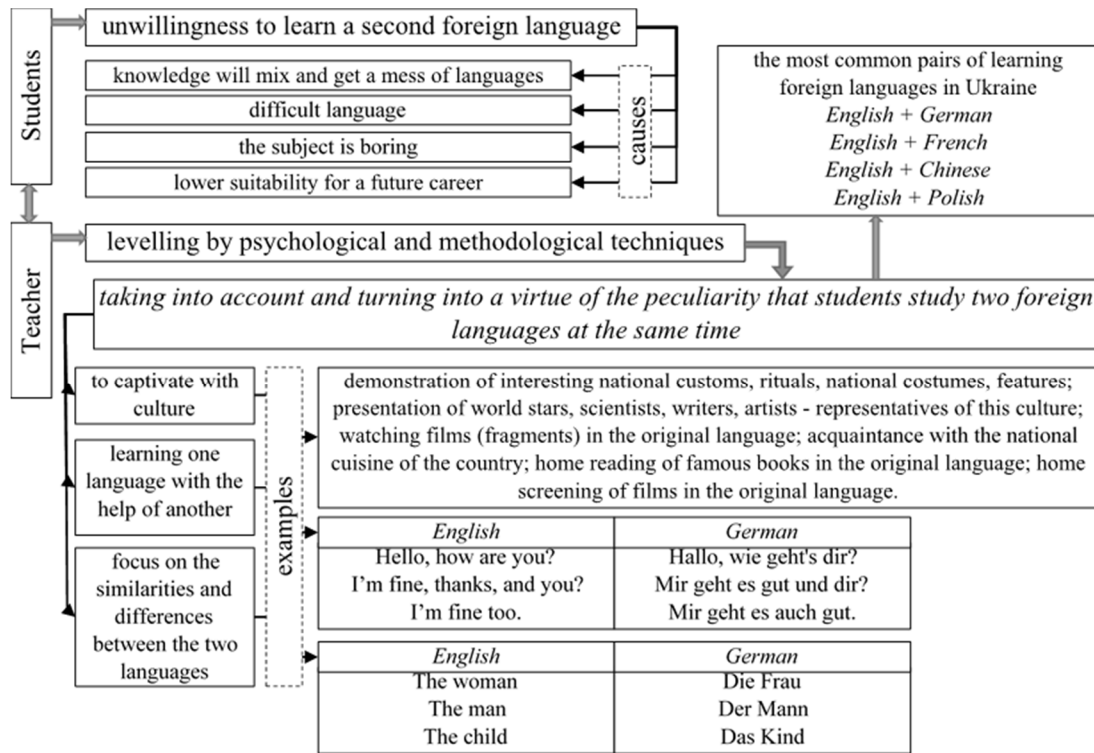 Students
unwillingness to learn a second foreign language
knowledge will mix and get a mess of languages
difficult language
the subject is boring
lower suitability for a future career
causes
the most common pairs of learning
foreign languages in Ukraine
English + German
English + French
English + Chinese
English + Polish
Teacher
levelling by psychological and methodological techniques
taking into account and turning into a virtue of the peculiarity that students study two foreign
languages at the same time
to captivate with
culture
learning one
language with the
help of another
focus on the
similarities and
differences
between the two
languages
examples
demonstration of interesting national customs, rituals, national costumes, features;
presentation of world stars, scientists, writers, artists - representatives of this culture;
watching films (fragments) in the original language; acquaintance with the national
cuisine of the country; home reading of famous books in the original language; home
screening of films in the original language.
English German
Hello, how are you? Hallo, wie geht's dir?
I'm fine, thanks, and you? Mir geht es gut und dir?
I'm fine too. Mir geht es auch gut.
English German
The woman Die Frau
The man Der Mann
The child Das Kind